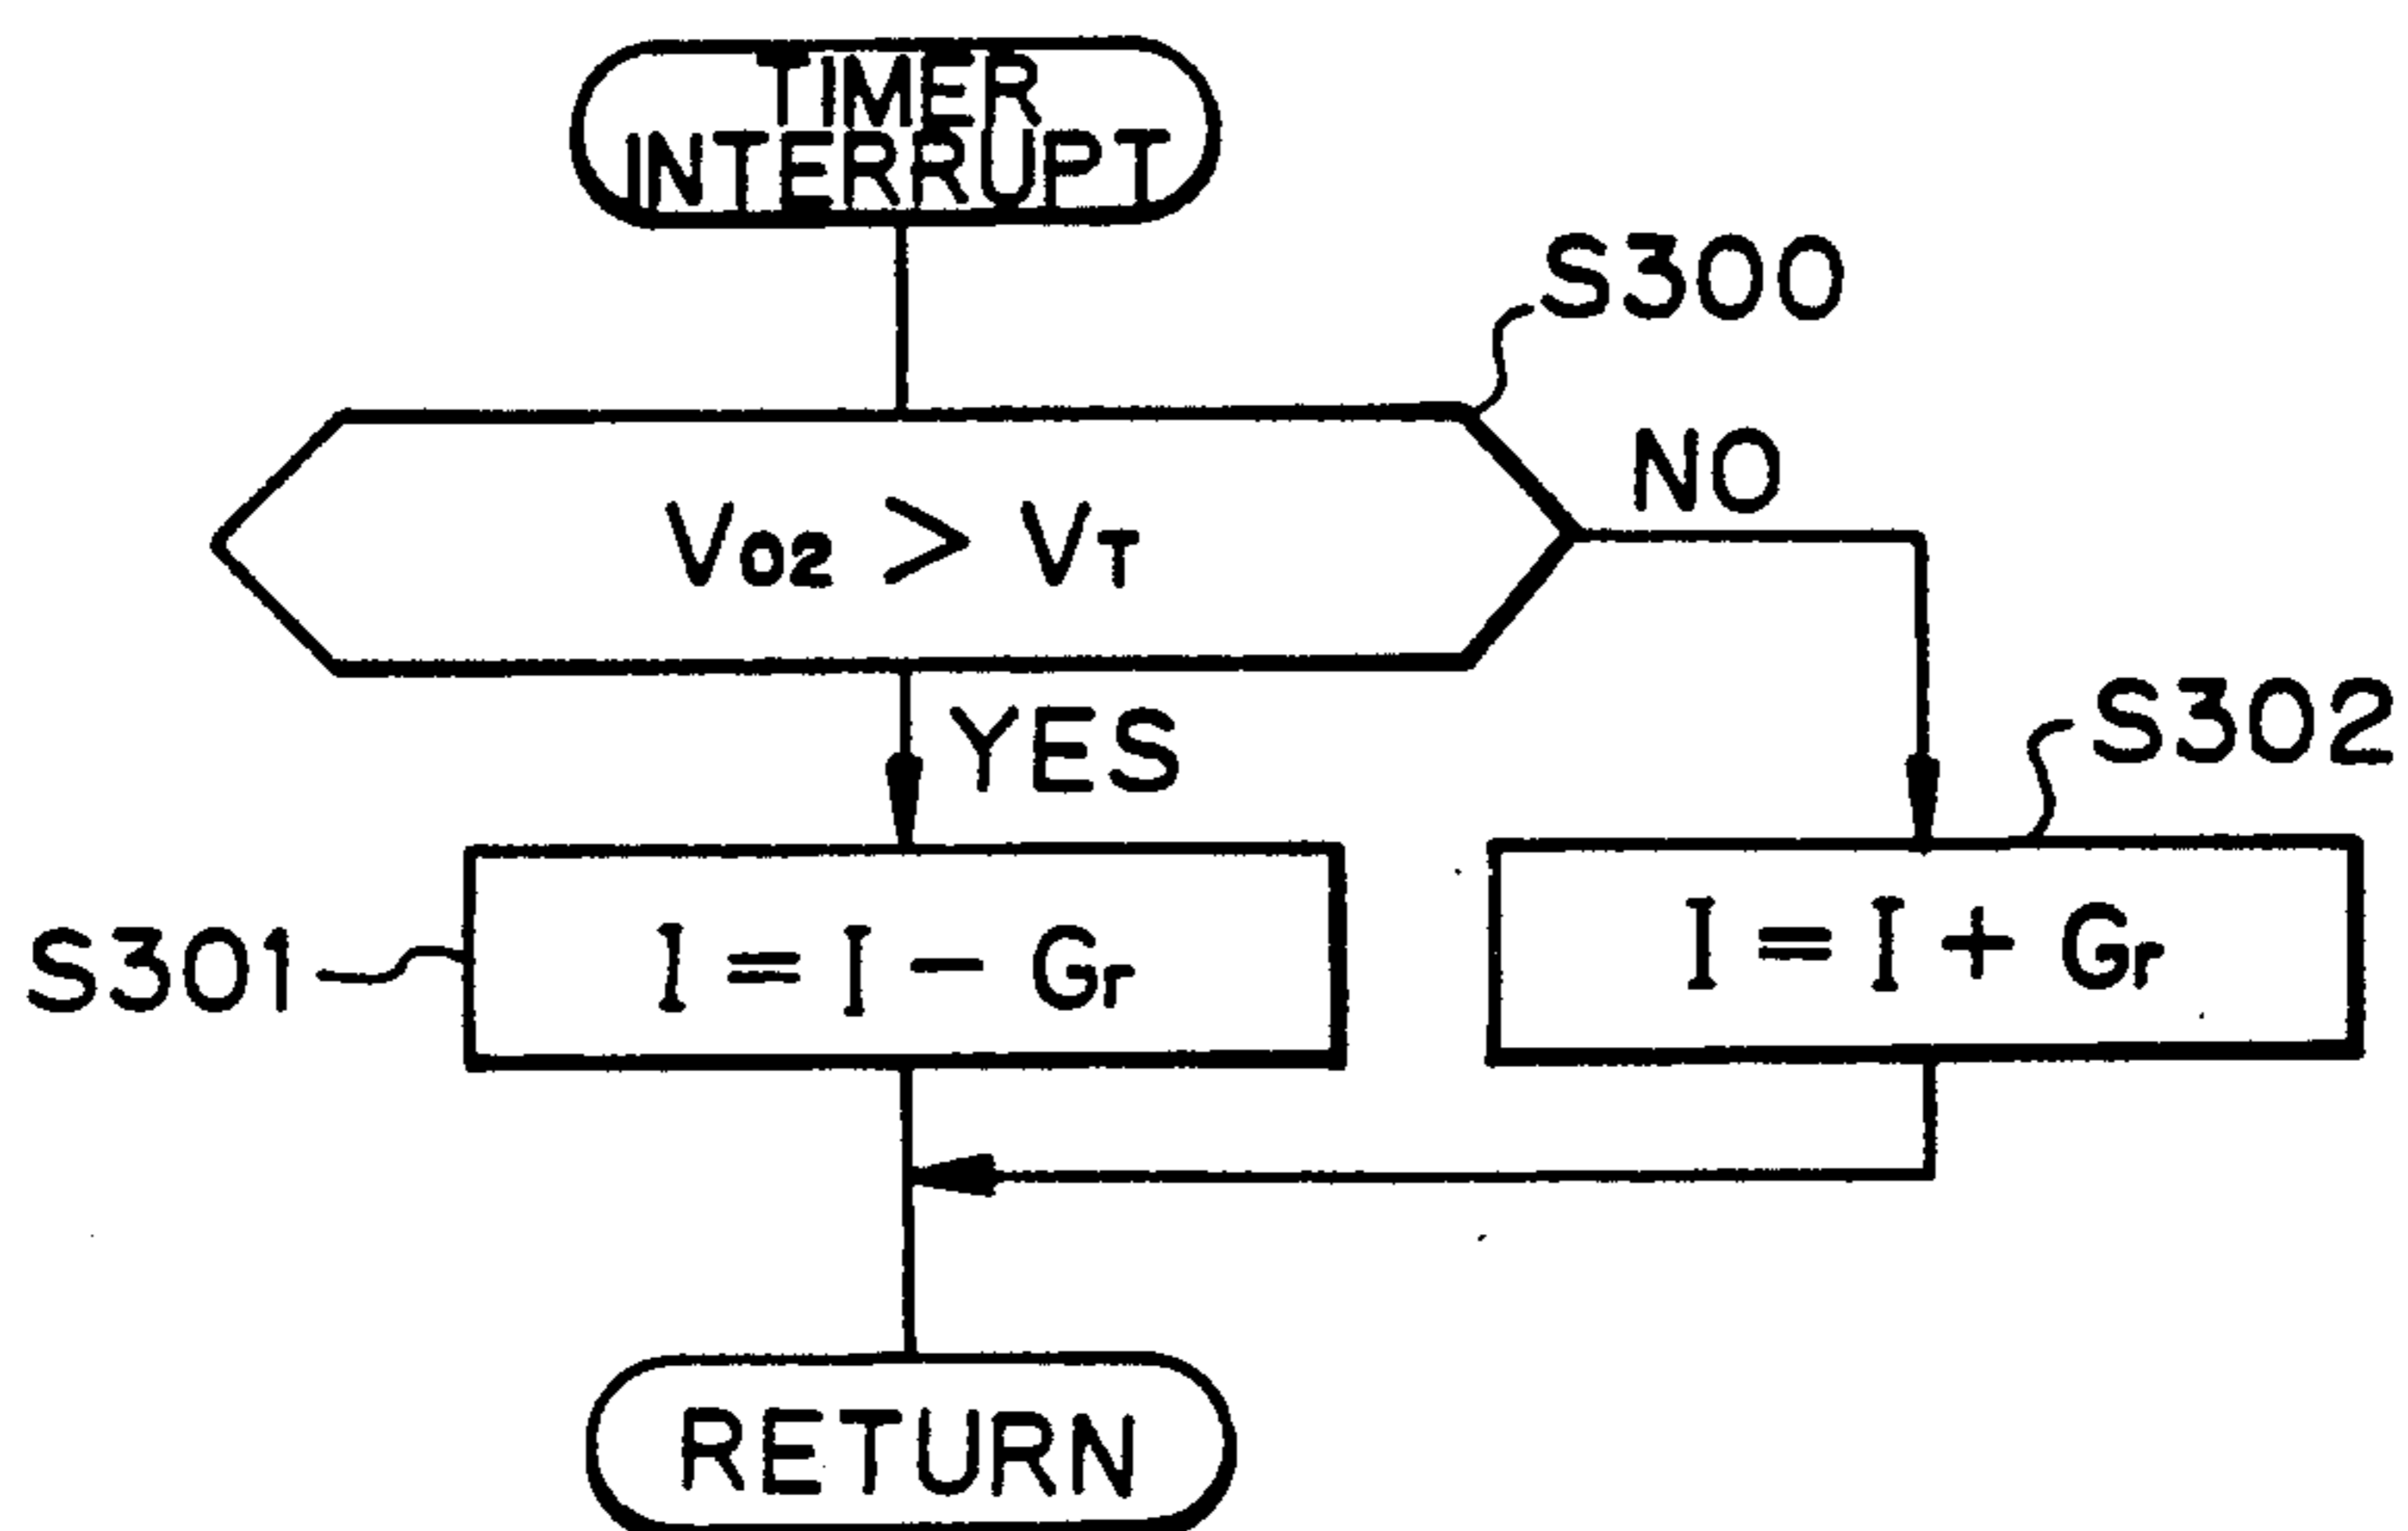 TIMER
INTERRUPT
S300
VO2 > VT
NO
YES
S302
S301
I = I - Gr
I = I + Gr
RETURN